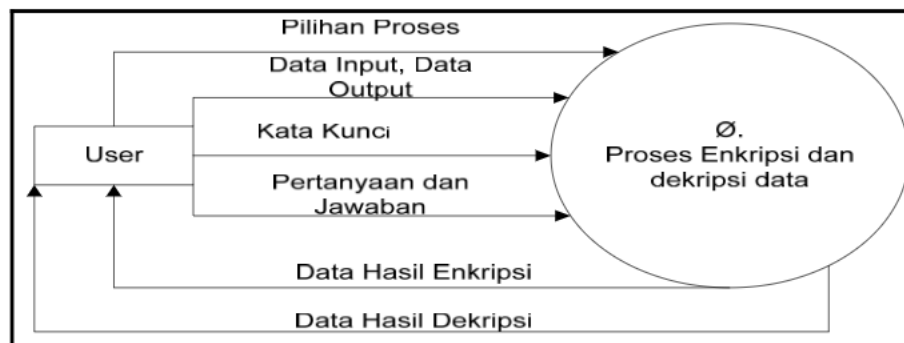 Pilihan Proses
Data Input, Data
Output
Kata Kunci
User
Pertanyaan dan
Jawaban
Ø.
Proses Enkripsi dan
dekripsi data
Data Hasil Enkripsi
Data Hasil Dekripsi